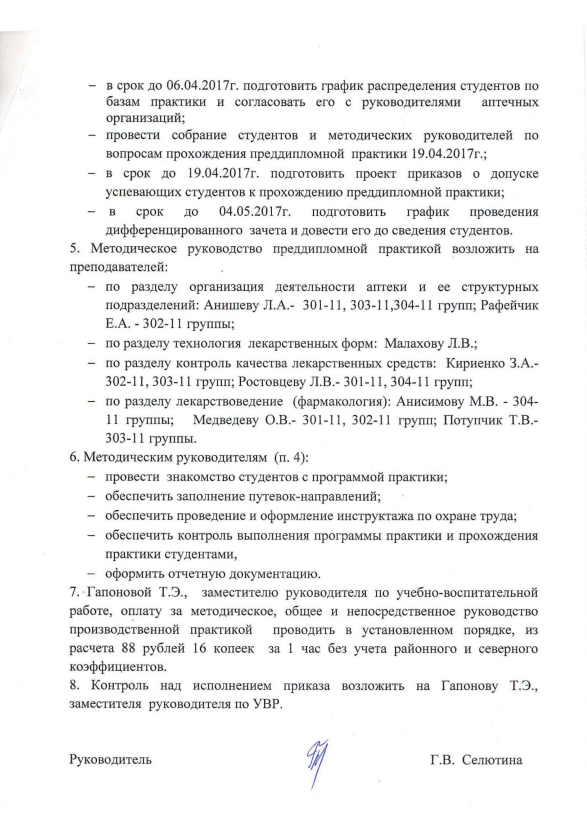 – в срок до 06.04.2017г. подготовить график распределения студентов по
базам практики и согласовать его с руководителями аптечных
организаций;
– провести собрание студентов и методических руководителей по
вопросам прохождения преддипломной практики 19.04.2017г.;
– в срок до 19.04.2017г. подготовить проект приказов о допуске
успевающих студентов к прохождению преддипломной практики;
– в срок до 04.05.2017г. подготовить график проведения
дифференцированного зачета и довести его до сведения студентов.
5. Методическое руководство преддипломной практикой возложить на
преподавателей:
– по разделу организация деятельности аптеки и ее структурных
подразделений: Анишеву Л.А.- 301-11, 303-11,304-11 групп; Рафейчик
Е.А. - 302-11 группы;
– по разделу технология лекарственных форм: Малахову Л.В.;
– по разделу контроль качества лекарственных средств: Кириенко З.А.-
302-11, 303-11 групп; Ростовцеву Л.В.- 301-11, 304-11 групп;
– по разделу лекарствоведение (фармакология): Анисимову М.В. - 304-
11 группы; Медведеву О.В.- 301-11, 302-11 групп; Потупчик Т.В.-
303-11 группы.
6. Методическим руководителям (п. 4):
– провести знакомство студентов с программой практики;
– обеспечить заполнение путевок-направлений;
– обеспечить проведение и оформление инструктажа по охране труда;
– обеспечить контроль выполнения программы практики и прохождения
практики студентами,
– оформить отчетную документацию.
7. Гапоновой Т.Э., заместителю руководителя по учебно-воспитательной
работе, оплату за методическое, общее и непосредственное руководство
производственной практикой проводить в установленном порядке, из
расчета 88 рублей 16 копеек за 1 час без учета районного и северного
коэффициентов.
8. Контроль над исполнением приказа возложить на Гапонову Т.Э.,
заместителя руководителя по УВР.
Руководитель Г.В. Селютина